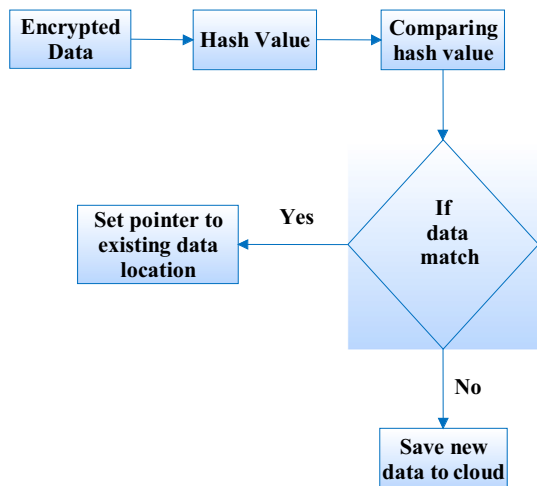 Encrypted
Data
Hash Value
Comparing
hash value
If
data
match
Yes
Set pointer to
existing data
location
No
Save new
data to cloud